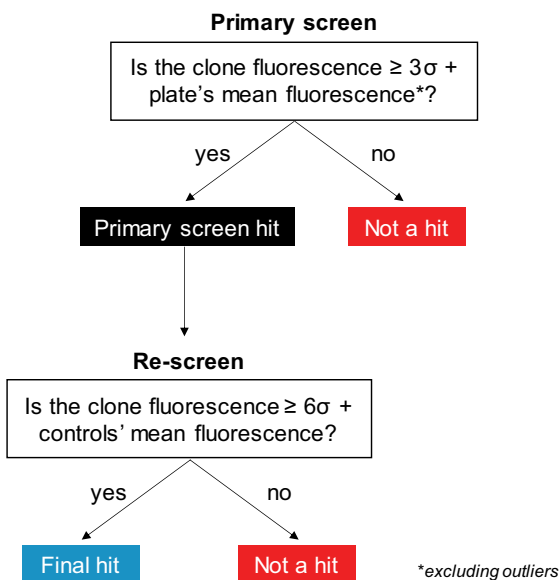 Primary screen
Is the clone fluorescence ≥ 3σ +
plate's mean fluorescence*?
yes
no
Primary screen hit
Not a hit
Re-screen
Is the clone fluorescence ≥ 6σ +
controls' mean fluorescence?
yes
no
Final hit
Not a hit
*excluding outliers